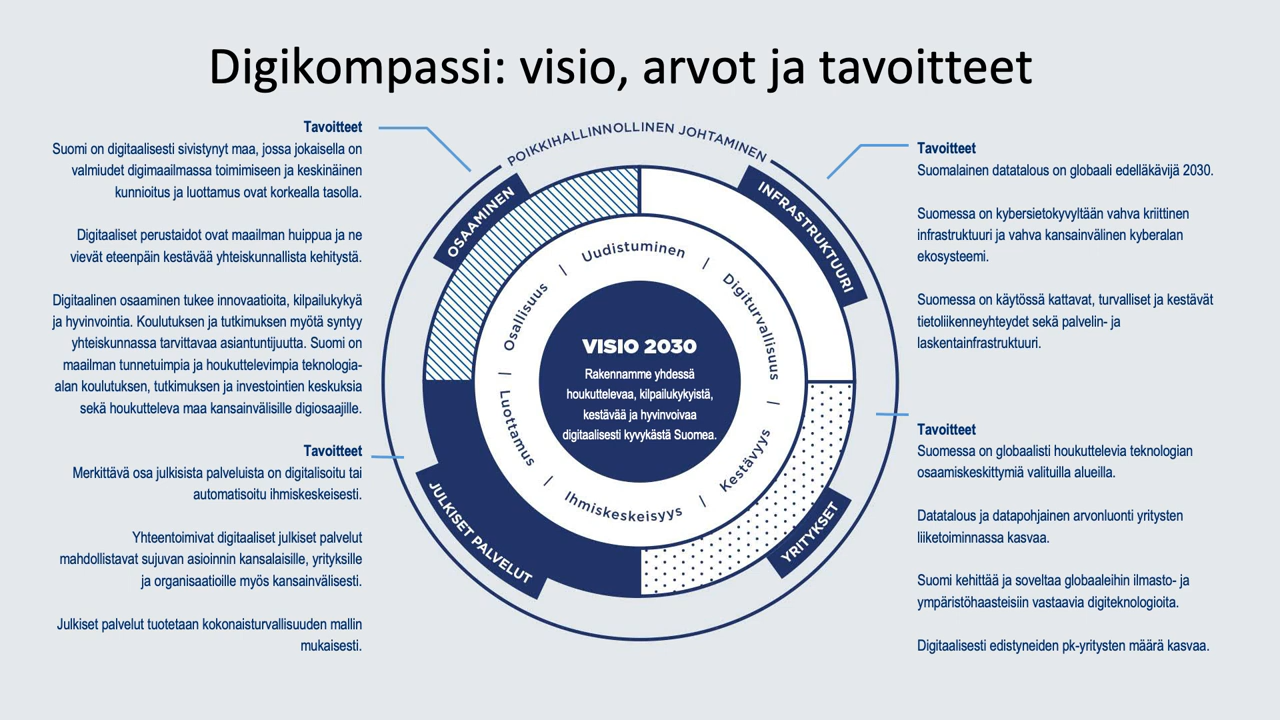 Digikompassi: visio, arvot ja tavoitteet
Tavoitteet
Suomi on digitaalisesti sivistynyt maa, jossa jokaisella on
valmiudet digimaailmassa toimimiseen ja keskinäinen
kunnioitus ja luottamus ovat korkealla tasolla.
Digitaaliset perustaidot ovat maailman huippua ja ne
vievät eteenpäin kestävää yhteiskunnallista kehitystä.
Digitaalinen osaaminen tukee innovaatioita, kilpailukykyä
ja hyvinvointia. Koulutuksen ja tutkimuksen myötä syntyy
yhteiskunnassa tarvittavaa asiantuntijuutta. Suomi on
maailman tunnetuimpia ja houkuttelevimpia teknologia-
alan koulutuksen, tutkimuksen ja investointien keskuksia
sekä houkutteleva maa kansainvälisille digiosaajille.
Tavoitteet
Merkittävä osa julkisista palveluista on digitalisoitu tai
automatisoitu ihmiskeskeisesti.
Yhteentoimivat digitaaliset julkiset palvelut
mahdollistavat sujuvan asioinnin kansalaisille, yrityksille
ja organisaatioille myös kansainvälisesti.
Julkiset palvelut tuotetaan kokonaisturvallisuuden mallin
mukaisesti.
POIKKIHALLINNOLLINEN JOHTAMINEN
OSAAMINEN
INFRASTRUKTUURI
YRITYKSET
JULKISET PALVELUT
Uudistuminen
|
Digiturvallisuus
|
Kestävyys
|
Ihmiskeskeisyys
|
Luottamus
|
Osallisuus
|
VISIO 2030
Rakennamme yhdessä
houkuttelevaa, kilpailukykyistä,
kestävää ja hyvinvoivaa
digitaalisesti kyvykästä Suomea.
Tavoitteet
Suomalainen datatalous on globaali edelläkävijä 2030.
Suomessa on kybersietokyvyltään vahva kriittinen
infrastruktuuri ja vahva kansainvälinen kyberalan
ekosysteemi.
Suomessa on käytössä kattavat, turvalliset ja kestävät
tietoliikenneyhteydet sekä palvelin- ja
laskentainfrastruktuuri.
Tavoitteet
Suomessa on globaalisti houkuttelevia teknologian
osaamiskeskittymiä valituilla alueilla.
Datatalous ja datapohjainen arvonluonti yritysten
liiketoiminnassa kasvaa.
Suomi kehittää ja soveltaa globaaleihin ilmasto- ja
ympäristöhaasteisiin vastaavia digiteknologioita.
Digitaalisesti edistyneiden pk-yritysten määrä kasvaa.